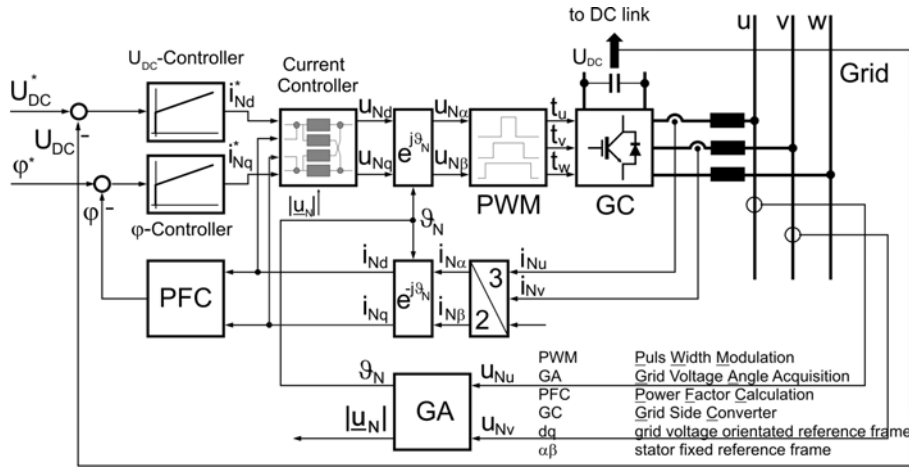 to DC link
u v w
U_DC-Controller
Current
Controller
U_DC
Grid
U*_DC
i*_Nd
u_Nd
u_Nα
t_u
U_DC -
e^jϑ_N
t_v
φ*
i*_Nq
u_Nq
u_Nβ
t_w
φ -
|u_N|
PWM
GC
φ-Controller
ϑ_N
i_Nd
i_Nα
i_Nu
PFC
e^-jϑ_N
3
i_Nv
i_Nq
i_Nβ
2
PWM Puls Width Modulation
ϑ_N
u_Nu
GA Grid Voltage Angle Acquisition
GA
PFC Power Factor Calculation
GC Grid Side Converter
|u_N|
u_Nv
dq grid voltage orientated reference frame
αβ stator fixed reference frame